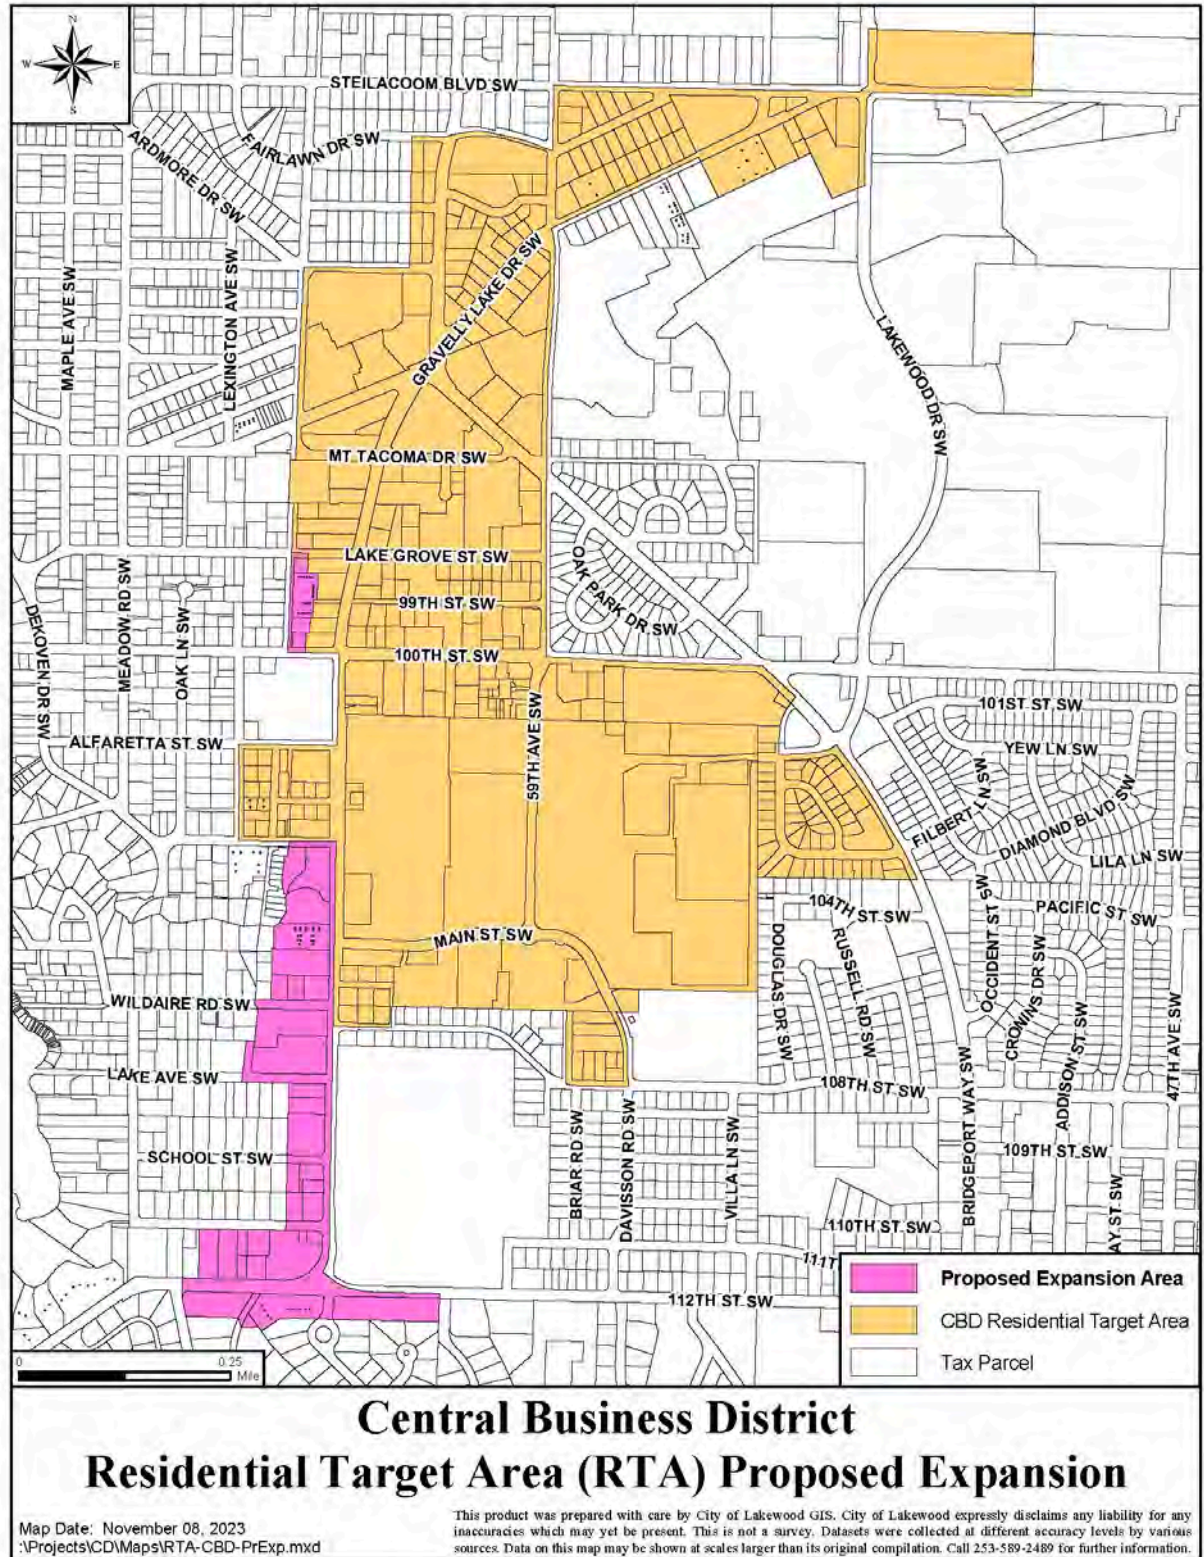 N
W
E
S
STEILACOOM BLVD SW
FAIRLAWN DR SW
ARDMORE DR SW
MAPLE AVE SW
LEXINGTON AVE SW
GRAVELLY LAKE DR SW
LAKEWOOD DR SW
MT TACOMA DR SW
LAKE GROVE ST SW
OAK PARK DR SW
99TH ST SW
DEKOVEN DR SW
MEADOW RD SW
OAK LN SW
100TH ST SW
59TH AVE SW
101ST ST SW
ALFARETTA ST SW
YEW LN SW
FILBERT LN SW
DIAMOND BLVD SW
LILA LN SW
104TH ST SW
OCCIDENT ST SW
PACIFIC ST SW
MAIN ST SW
DOUGLAS DR SW
RUSSELL RD SW
CRONINS DR SW
WILDAIRE RD SW
ADDISON ST SW
47TH AVE SW
LAKE AVE SW
108TH ST SW
BRIDGEPORT WAY SW
BRIAR RD SW
DAVISSON RD SW
VILLA LN SW
109TH ST SW
SCHOOL ST SW
110TH ST SW
AY ST SW
111T
112TH ST SW
Proposed Expansion Area
CBD Residential Target Area
Tax Parcel
0 0.25
Mile
Central Business District
Residential Target Area (RTA) Proposed Expansion
Map Date: November 08, 2023
:\Projects\CD\Maps\RTA-CBD-PrExp.mxd
This product was prepared with care by City of Lakewood GIS. City of Lakewood expressly disclaims any liability for any
inaccuracies which may yet be present. This is not a survey. Datasets were collected at different accuracy levels by various
sources. Data on this map may be shown at scales larger than its original compilation. Call 253-589-2489 for further information.